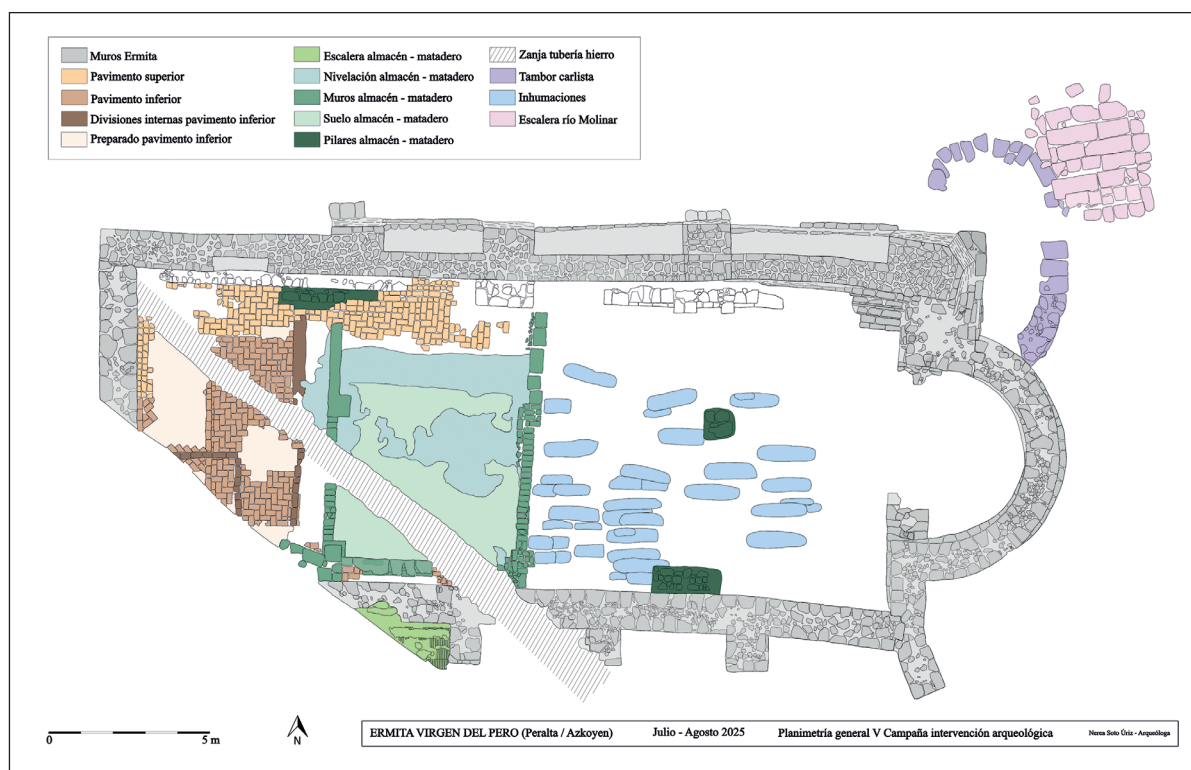 Muros Ermita
Pavimento superior
Pavimento inferior
Divisiones internas pavimento inferior
Preparado pavimento inferior
Escalera almacén - matadero
Nivelación almacén - matadero
Muros almacén - matadero
Suelo almacén - matadero
Pilares almacén - matadero
Zanja tubería hierro
Tambor carlista
Inhumaciones
Escalera río Molinar
0 5 m
N
ERMITA VIRGEN DEL PERO (Peralta / Azkoyen) Julio - Agosto 2025 Planimetría general V Campaña intervención arqueológica Nerea Soto Úriz - Arqueóloga